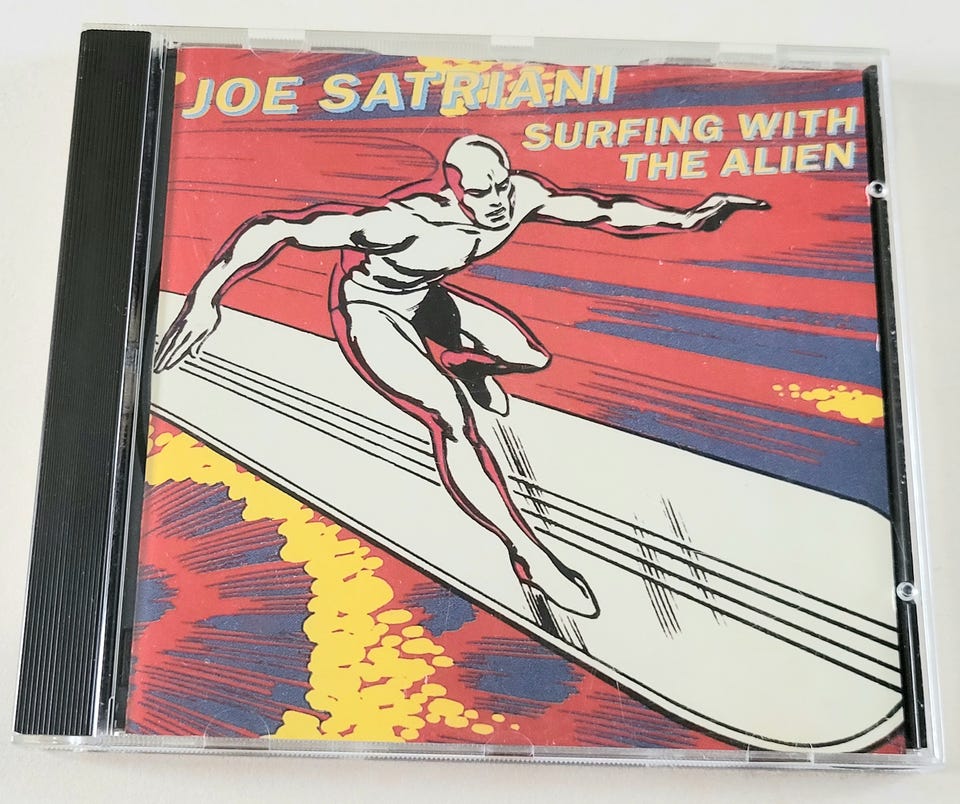 JOE SATRIANI
SURFING WITH
THE ALIEN